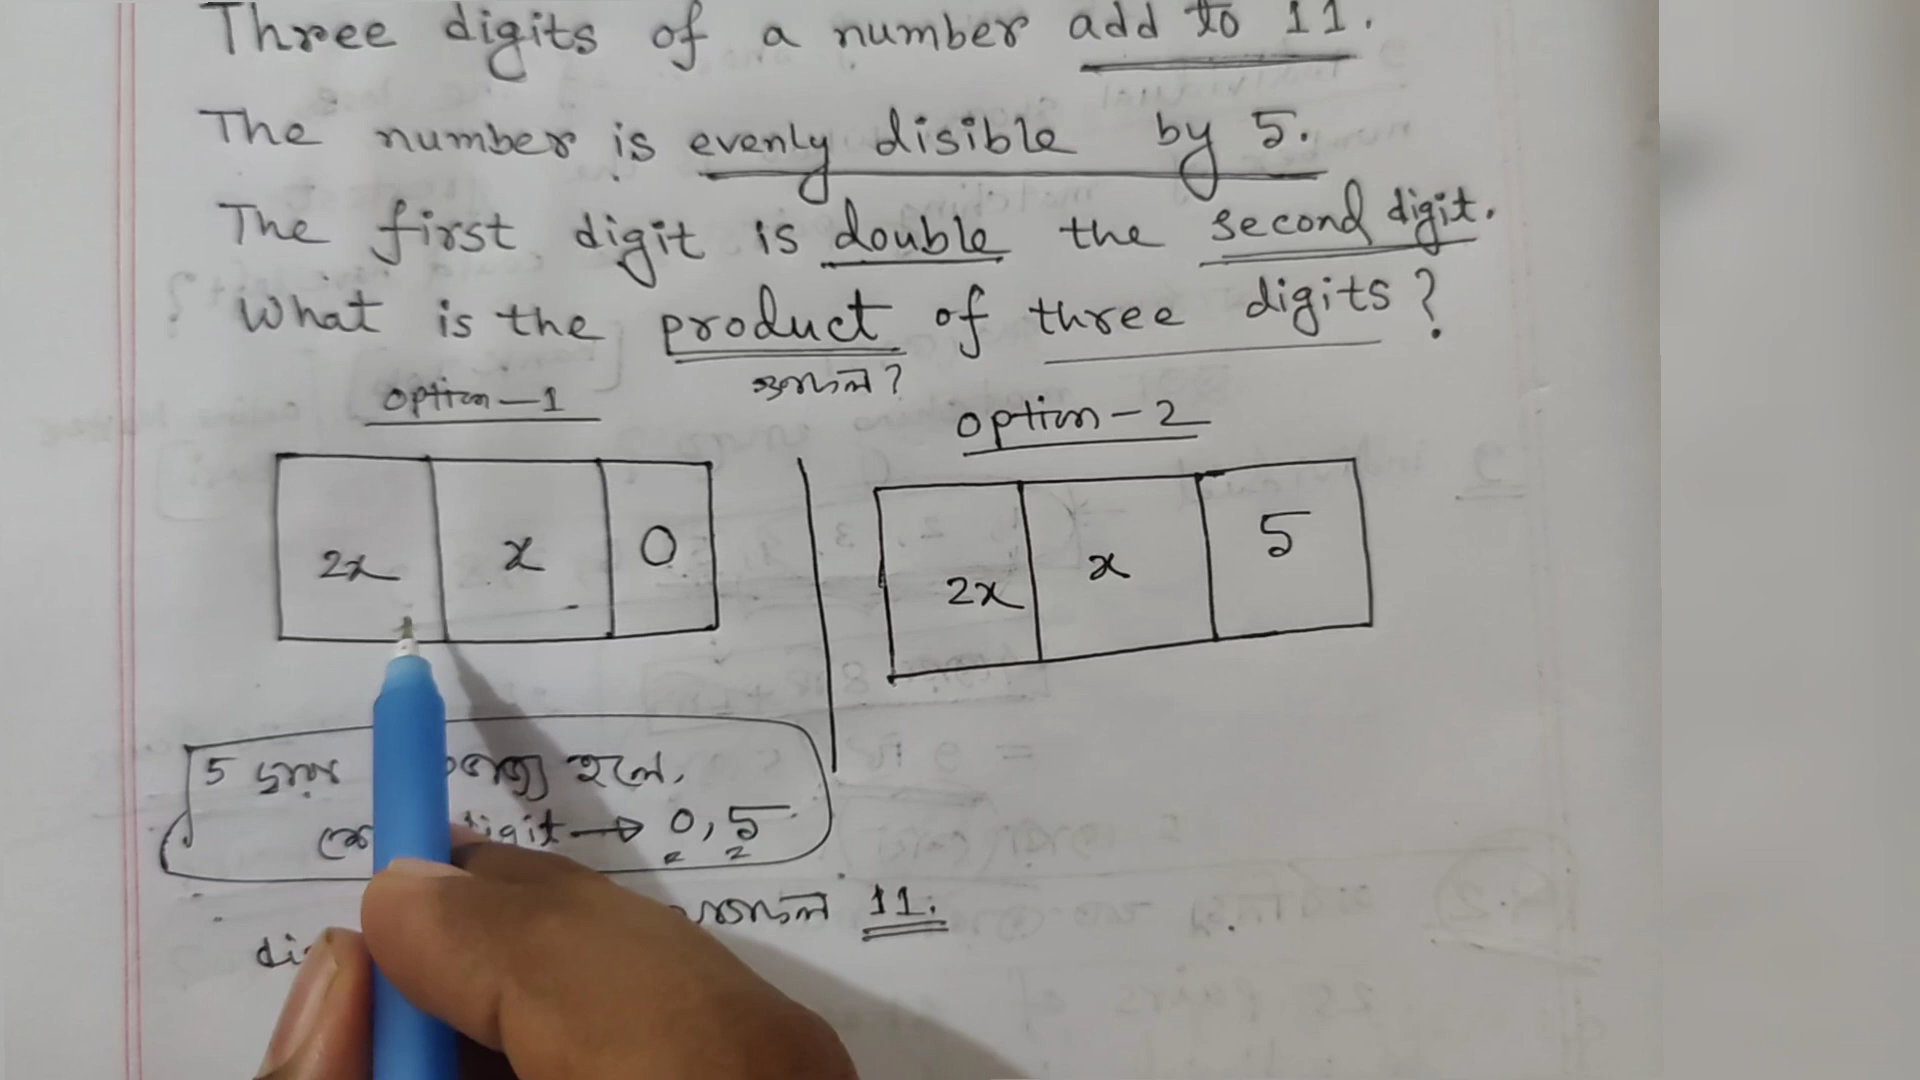 Three digits of a number add to 11.
The number is evenly disible by 5.
The first digit is double the second digit.
What is the product of three digits?
গুনফল?
option-1
option-2
2x x 0
2x x 5
5 দ্বারা হলে,
digit → 0, 5
11.